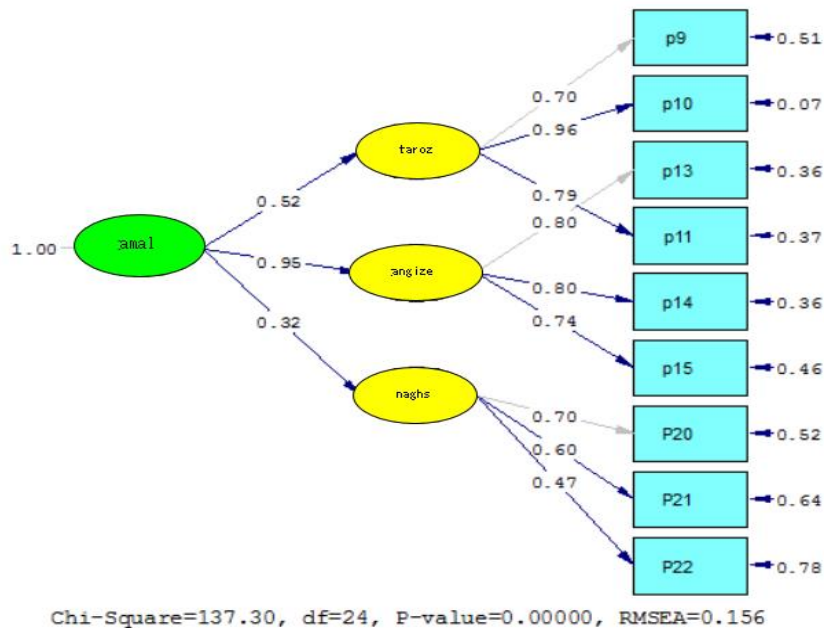 p9
0.51
0.70
p10
0.07
0.96
taroz
p13
0.36
0.79
0.80
0.52
p11
0.37
1.00
amal
0.95
angize
0.80
p14
0.36
0.74
0.32
p15
0.46
naghs
0.70
P20
0.52
0.60
0.47
P21
0.64
P22
0.78
Chi-Square=137.30, df=24, P-value=0.00000, RMSEA=0.156